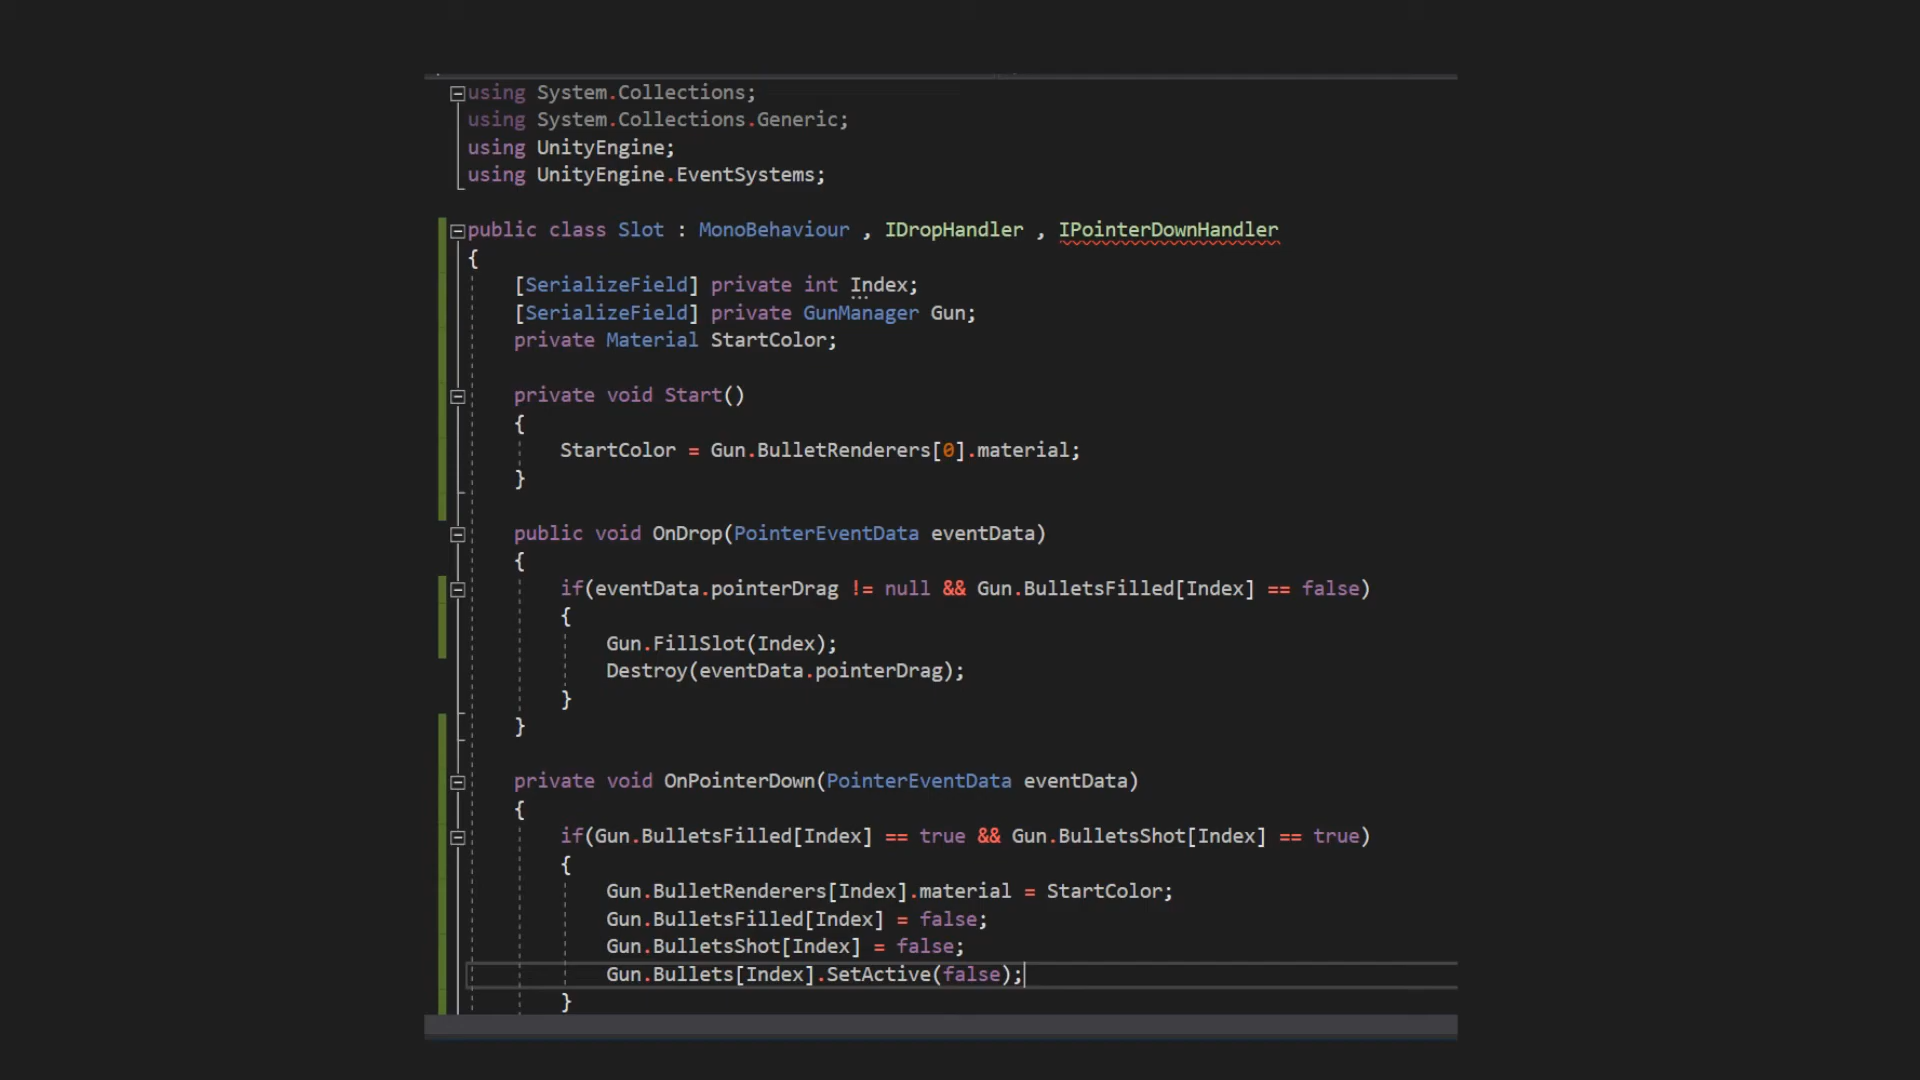 using System.Collections;
using System.Collections.Generic;
using UnityEngine;
using UnityEngine.EventSystems;
public class Slot : MonoBehaviour , IDropHandler , IPointerDownHandler
{
[SerializeField] private int Index;
[SerializeField] private GunManager Gun;
private Material StartColor;
private void Start()
{
StartColor = Gun.BulletRenderers[0].material;
}
public void OnDrop(PointerEventData eventData)
{
if(eventData.pointerDrag != null && Gun.BulletsFilled[Index] == false)
{
Gun.FillSlot(Index);
Destroy(eventData.pointerDrag);
}
}
private void OnPointerDown(PointerEventData eventData)
{
if(Gun.BulletsFilled[Index] == true && Gun.BulletsShot[Index] == true)
{
Gun.BulletRenderers[Index].material = StartColor;
Gun.BulletsFilled[Index] = false;
Gun.BulletsShot[Index] = false;
Gun.Bullets[Index].SetActive(false);
}